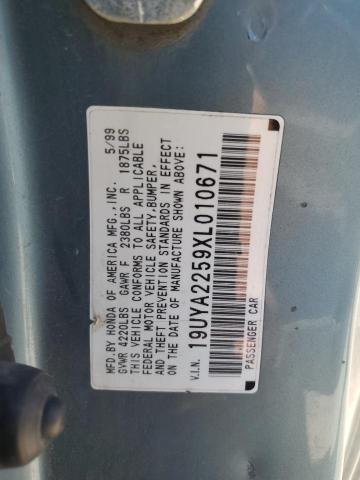 MFD.BY HONDA OF AMERICA MFG.,INC. 5/99
GVWR 4220LBS GAWR F 2380LBS R 1875LBS
THIS VEHICLE CONFORMS TO ALL APPLICABLE
FEDERAL MOTOR VEHICLE SAFETY,BUMPER,
AND THEFT PREVENTION STANDARDS IN EFFECT
ON THE DATE OF MANUFACTURE SHOWN ABOVE.
V.I.N. 19UYA2259XL010671
PASSENGER CAR